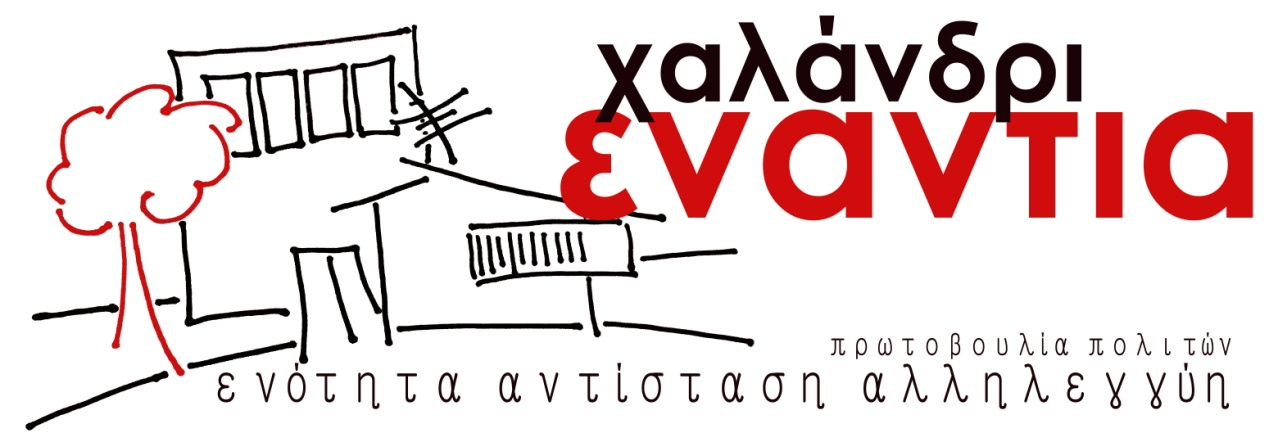 χαλάνδρι
εναντια
πρωτοβουλία πολιτών
ενότητα αντίσταση αλληλεγγύη